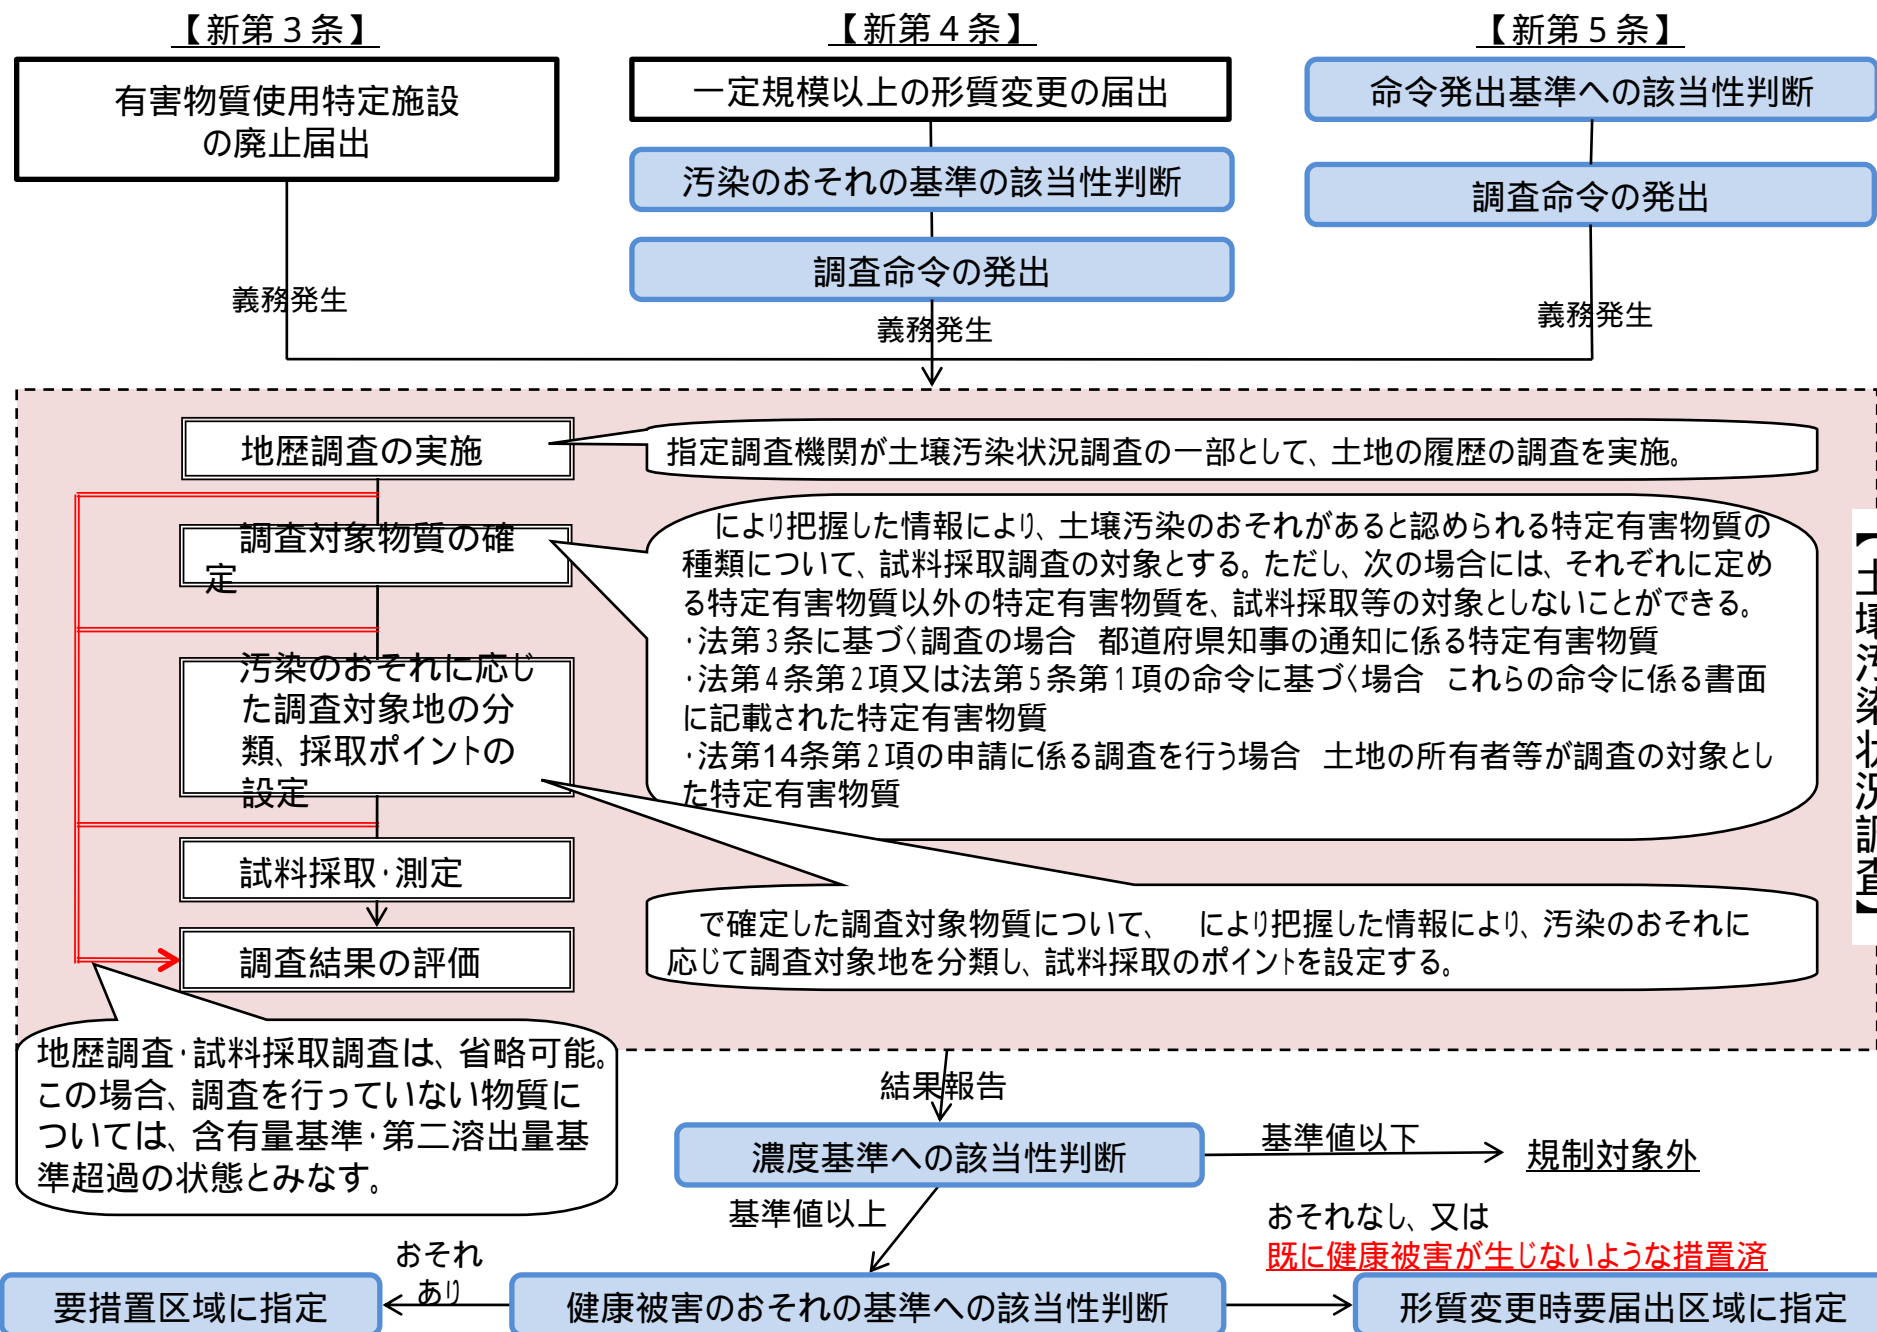 【新第３条】
有害物質使用特定施設
の廃止届出
義務発生
【新第４条】
一定規模以上の形質変更の届出
汚染のおそれの基準の該当性判断
調査命令の発出
義務発生
【新第５条】
命令発出基準への該当性判断
調査命令の発出
義務発生
【土壌汚染状況調査】
地歴調査の実施
指定調査機関が土壌汚染状況調査の一部として、土地の履歴の調査を実施。
調査対象物質の確
定
により把握した情報により、土壌汚染のおそれがあると認められる特定有害物質の
種類について、試料採取調査の対象とする。ただし、次の場合には、それぞれに定め
る特定有害物質以外の特定有害物質を、試料採取等の対象としないことができる。
・法第３条に基づく調査の場合　都道府県知事の通知に係る特定有害物質
・法第４条第２項又は法第５条第１項の命令に基づく場合　これらの命令に係る書面
に記載された特定有害物質
・法第14条第２項の申請に係る調査を行う場合　土地の所有者等が調査の対象とし
た特定有害物質
汚染のおそれに応じ
た調査対象地の分
類、採取ポイントの
設定
試料採取・測定
で確定した調査対象物質について、　により把握した情報により、汚染のおそれに
応じて調査対象地を分類し、試料採取のポイントを設定する。
調査結果の評価
地歴調査・試料採取調査は、省略可能。
この場合、調査を行っていない物質に
ついては、含有量基準・第二溶出量基
準超過の状態とみなす。
結果報告
濃度基準への該当性判断
基準値以下
規制対象外
基準値以上
おそれなし、又は
既に健康被害が生じないような措置済
おそれ
あり
要措置区域に指定
健康被害のおそれの基準への該当性判断
形質変更時要届出区域に指定